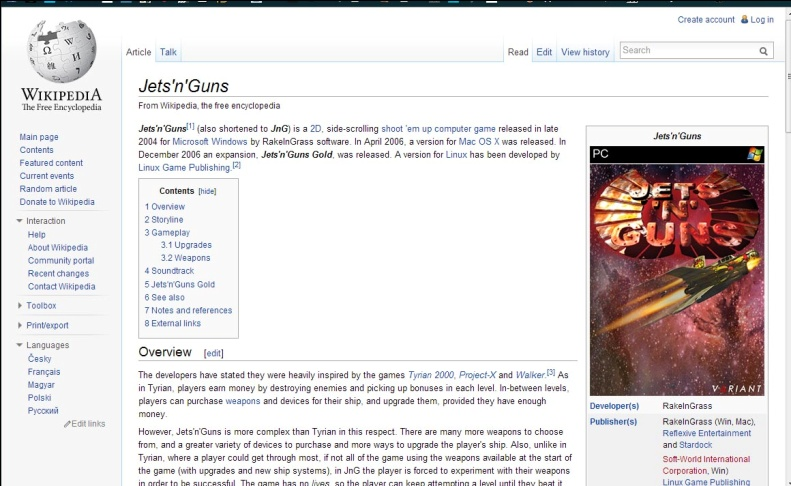 Create account Log in
WIKIPEDIA
The Free Encyclopedia
Article Talk Read Edit View history Search
Main page
Contents
Featured content
Current events
Random article
Donate to Wikipedia
Interaction
Help
About Wikipedia
Community portal
Recent changes
Contact Wikipedia
Toolbox
Print/export
Languages
Česky
Français
Magyar
Polski
Русский
Edit links
Jets'n'Guns
From Wikipedia, the free encyclopedia
Jets'n'Guns[1] (also shortened to JnG) is a 2D, side-scrolling shoot 'em up computer game released in late
2004 for Microsoft Windows by RakeInGrass software. In April 2006, a version for Mac OS X was released. In
December 2006 an expansion, Jets'n'Guns Gold, was released. A version for Linux has been developed by
Linux Game Publishing.[2]
Contents [hide]
1 Overview
2 Storyline
3 Gameplay
3.1 Upgrades
3.2 Weapons
4 Soundtrack
5 Jets'n'Guns Gold
6 See also
7 Notes and references
8 External links
Overview [edit]
The developers have stated they were heavily inspired by the games Tyrian 2000, Project-X and Walker.[3] As
in Tyrian, players earn money by destroying enemies and picking up bonuses in each level. In-between levels,
players can purchase weapons and devices for their ship, and upgrade them, provided they have enough
money.
However, Jets'n'Guns is more complex than Tyrian in this respect. There are many more weapons to choose
from, and a greater variety of devices to purchase and more ways to upgrade the player's ship. Also, unlike in
Tyrian, where a player could get through most, if not all of the game using the weapons available at the start of
the game (with upgrades and new ship systems), in JnG the player is forced to experiment with their weapons
in order to be successful. The game has no lives, so the player can keep attempting a level until they beat it
Jets'n'Guns
PC
JETS
'N'
GUNS
VARIANT
Developer(s) RakeInGrass
Publisher(s) RakeInGrass (Win, Mac),
Reflexive Entertainment
and Stardock
Soft-World International
Corporation, Win)
Linux Game Publishing